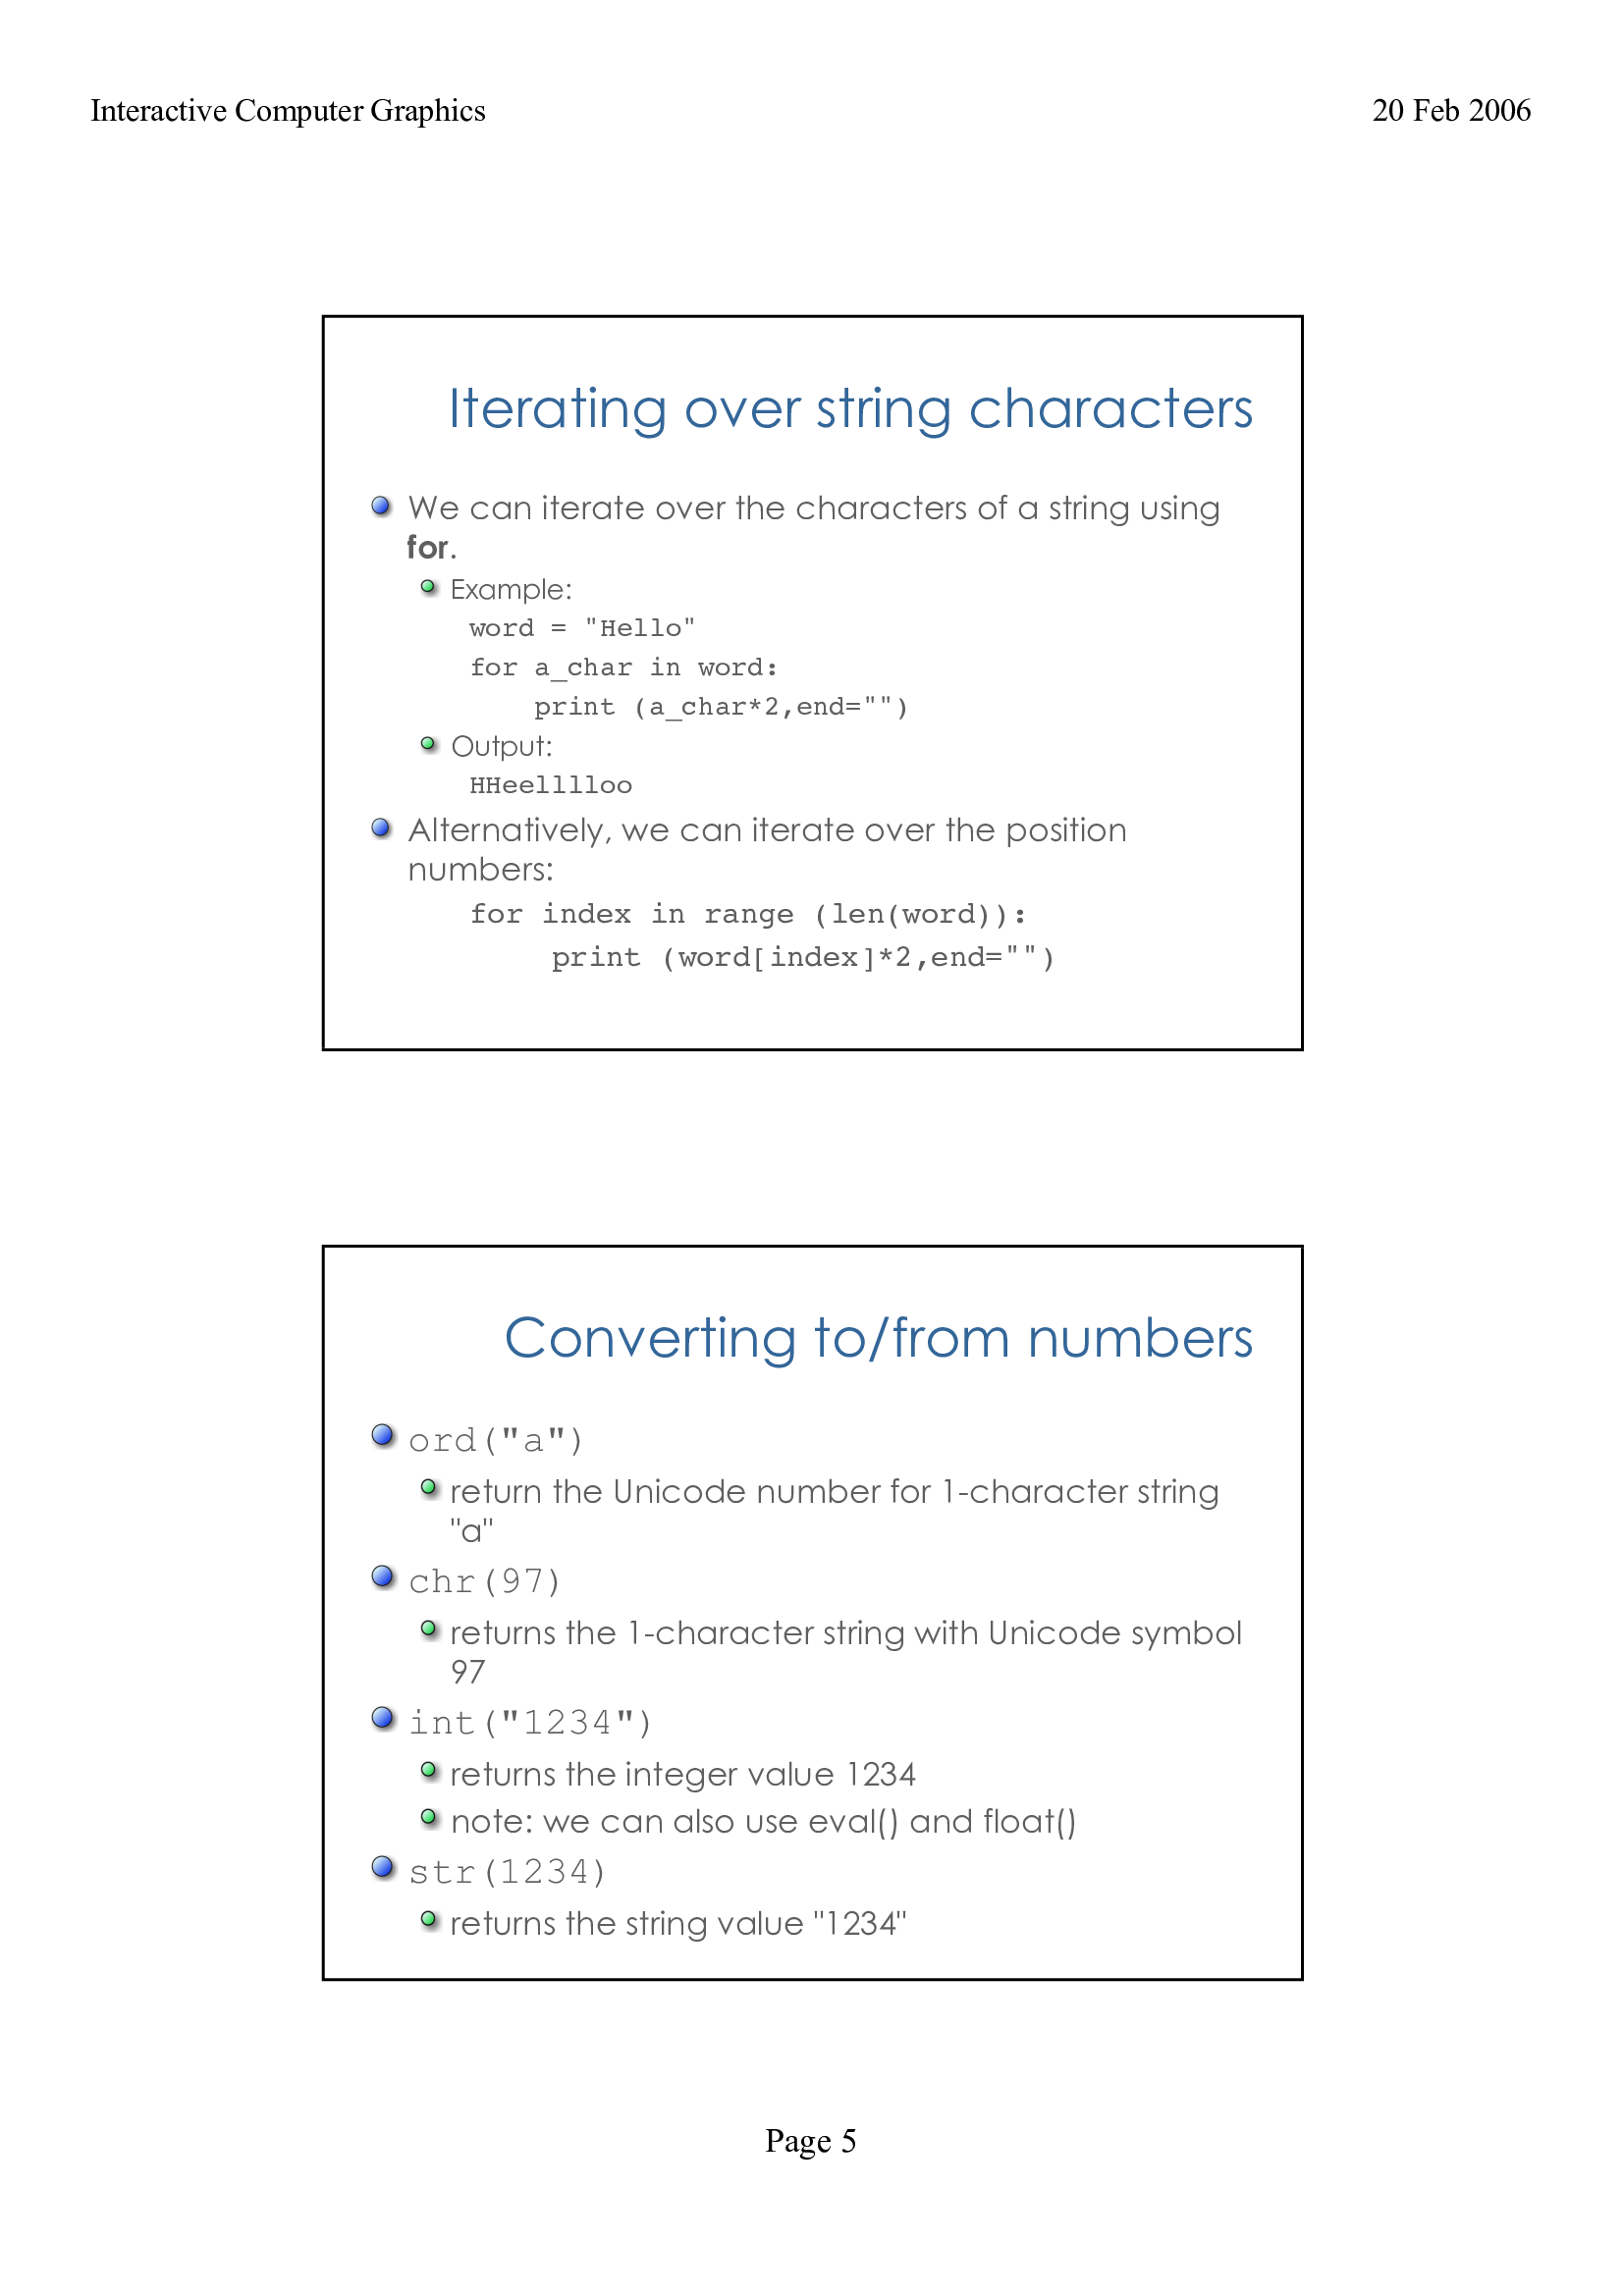 Interactive Computer Graphics 20 Feb 2006
Iterating over string characters
We can iterate over the characters of a string using
for.
Example:
word = "Hello"
for a_char in word:
    print (a_char*2,end="")
Output:
HHeelllloo
Alternatively, we can iterate over the position
numbers:
for index in range (len(word)):
    print (word[index]*2,end="")
Converting to/from numbers
ord("a")
return the Unicode number for 1-character string
"a"
chr(97)
returns the 1-character string with Unicode symbol
97
int("1234")
returns the integer value 1234
note: we can also use eval() and float()
str(1234)
returns the string value "1234"
Page 5